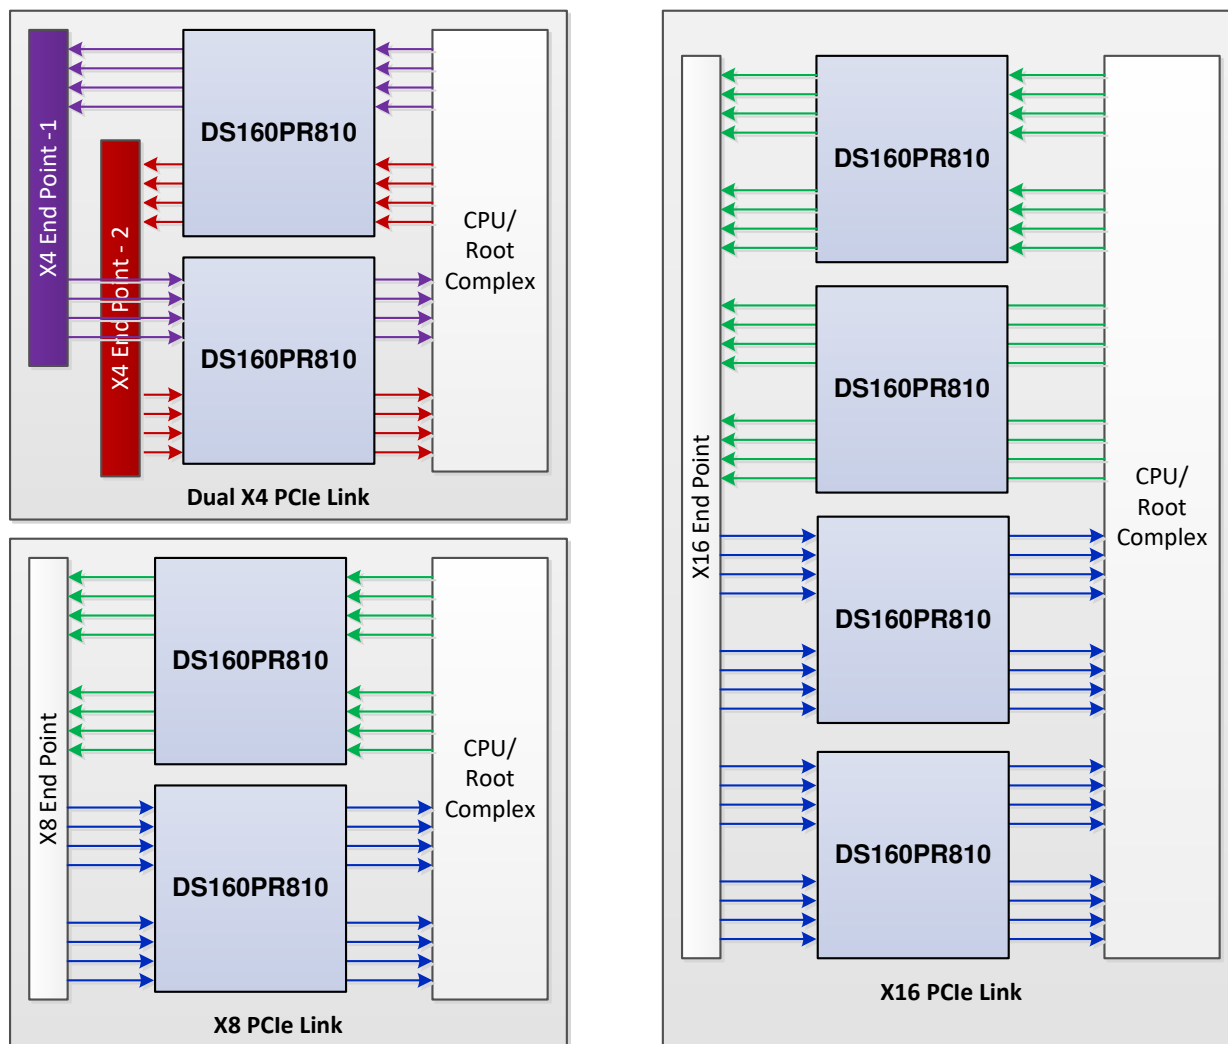 X4 End Point -1
X4 End Point - 2
DS160PR810
DS160PR810
CPU/
Root
Complex
Dual X4 PCIe Link
X8 End Point
DS160PR810
DS160PR810
CPU/
Root
Complex
X8 PCIe Link
X16 End Point
DS160PR810
DS160PR810
DS160PR810
DS160PR810
CPU/
Root
Complex
X16 PCIe Link